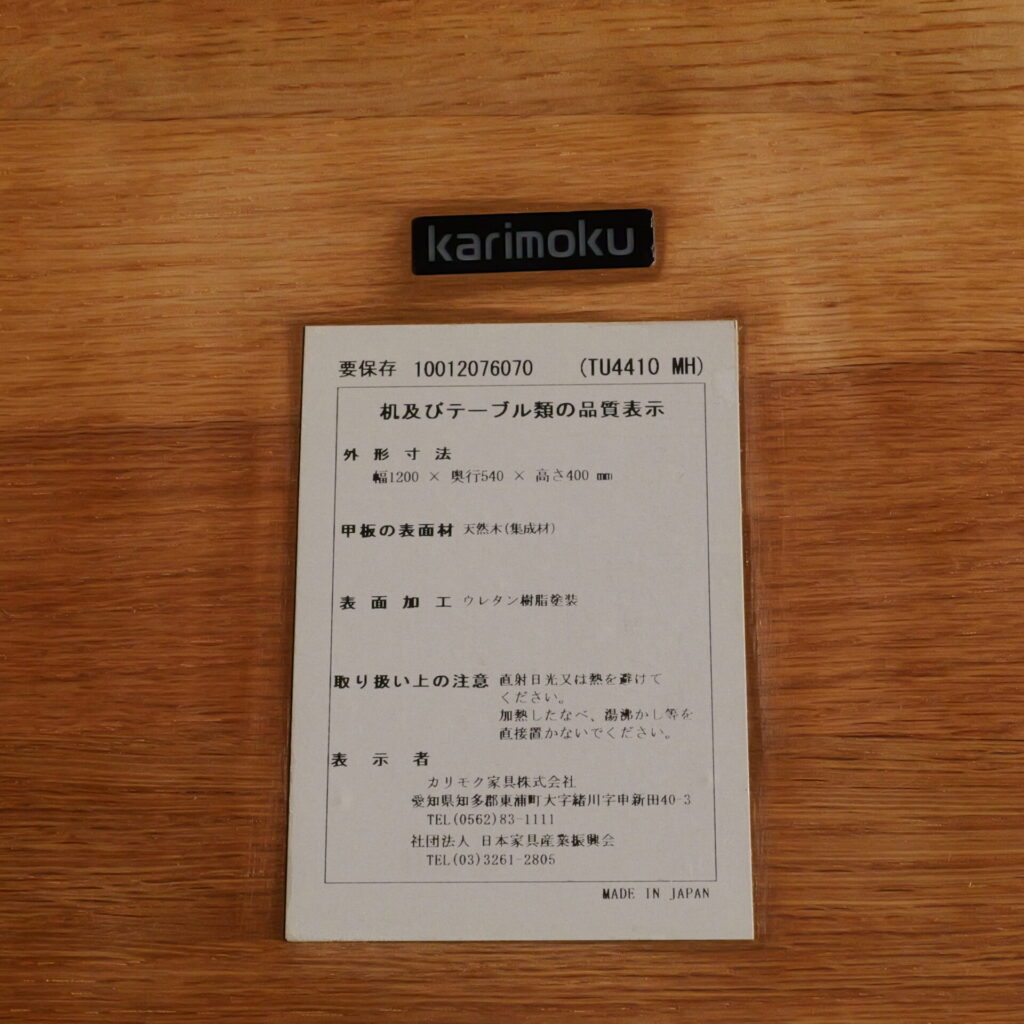 karimoku
要保存 10012076070 (TU4410 MH)
机及びテーブル類の品質表示
外形寸法
幅1200 × 奥行540 × 高さ400 mm
甲板の表面材 天然木(集成材)
表面加工 ウレタン樹脂塗装
取り扱い上の注意 直射日光又は熱を避けて
ください。
加熱したなべ、湯沸かし等を
直接置かないでください。
表示者
カリモク家具株式会社
愛知県知多郡東浦町大字緒川字申新田40-3
TEL(0562)83-1111
社団法人 日本家具産業振興会
TEL(03)3261-2805
MADE IN JAPAN